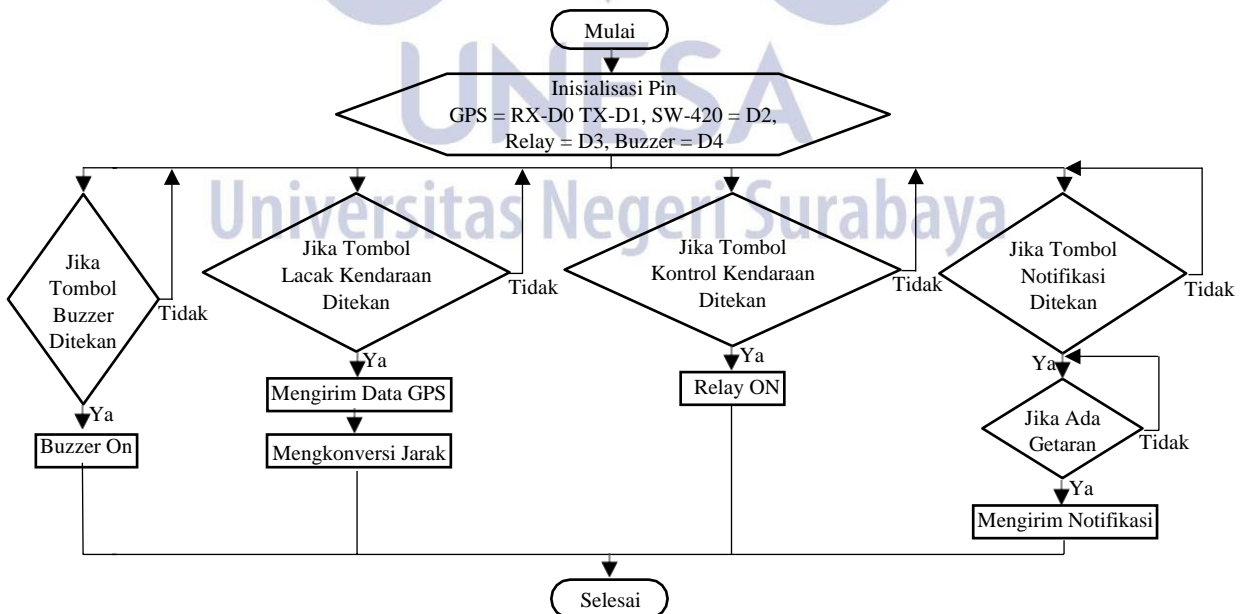 Mulai
UNESA
Inisialisasi Pin
GPS = RX-D0 TX-D1, SW-420 = D2,
Relay = D3, Buzzer = D4
Universitas Negeri Surabaya
Jika
Tombol
Buzzer
Ditekan
Tidak
Ya
Buzzer On
Jika Tombol
Lacak Kendaraan
Ditekan
Tidak
Ya
Mengirim Data GPS
Mengkonversi Jarak
Jika Tombol
Kontrol Kendaraan
Ditekan
Tidak
Ya
Relay ON
Jika Tombol
Notifikasi
Ditekan
Tidak
Ya
Jika Ada
Getaran
Tidak
Ya
Mengirim Notifikasi
Selesai